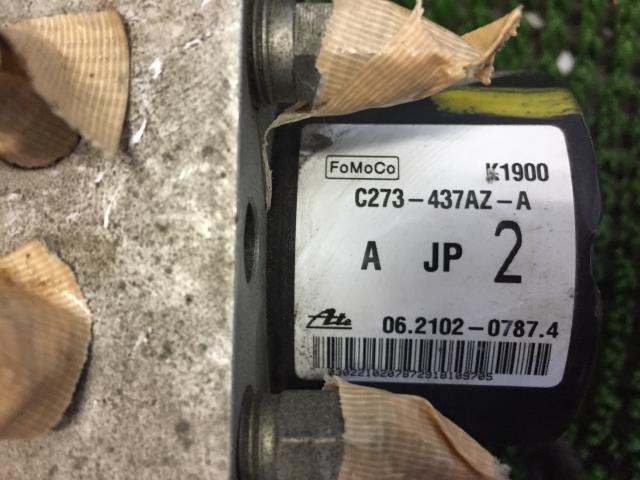 FoMoCo K1900
C273-437AZ-A
A JP 2
Ate 06.2102-0787.4